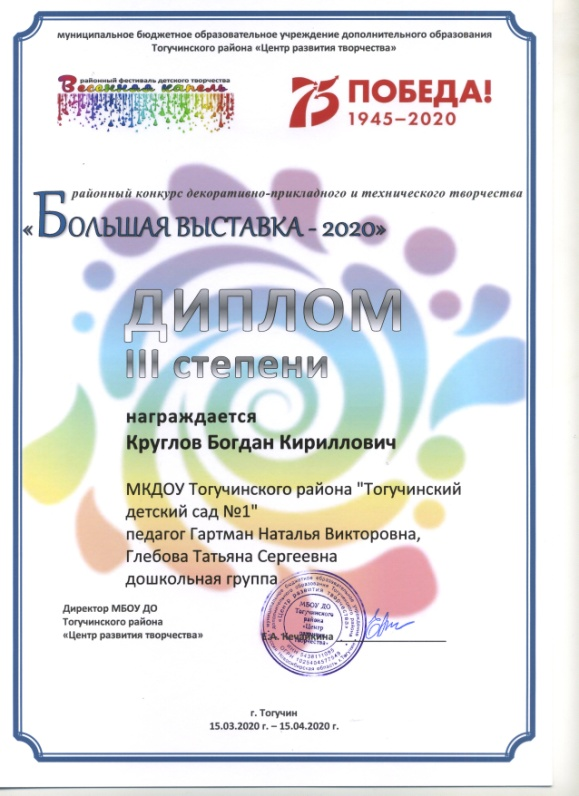 муниципальное бюджетное образовательное учреждение дополнительного образования
Тогучинского района «Центр развития творчества»
районный фестиваль детского творчества
Весенняя капель
75 ПОБЕДА!
1945–2020
районный конкурс декоративно-прикладного и технического творчества
«БОЛЬШАЯ ВЫСТАВКА - 2020»
ДИПЛОМ
III степени
награждается
Круглов Богдан Кириллович
МКДОУ Тогучинского района "Тогучинский
детский сад №1"
педагог Гартман Наталья Викторовна,
Глебова Татьяна Сергеевна
дошкольная группа
Директор МБОУ ДО
Тогучинского района
«Центр развития творчества»
МБОУ ДО
Тогучинского
района
«Центр
развития
творчества»
г. Тогучин
15.03.2020 г. – 15.04.2020 г.